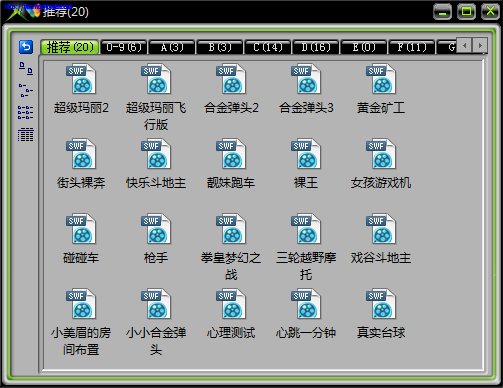 推荐(20)
推荐(20) 0-9(6) A(3) B(3) C(14) D(16) E(0) F(11) G
SWF SWF SWF SWF SWF
超级玛丽2 超级玛丽飞 合金弹头2 合金弹头3 黄金矿工
行版
SWF SWF SWF SWF SWF
街头裸奔 快乐斗地主 靓妹跑车 裸王 女孩游戏机
SWF SWF SWF SWF SWF
碰碰车 枪手 拳皇梦幻之 三轮越野摩 戏谷斗地主
战 托
SWF SWF SWF SWF SWF
小美眉的房 小小合金弹 心理测试 心跳一分钟 真实台球
间布置 头